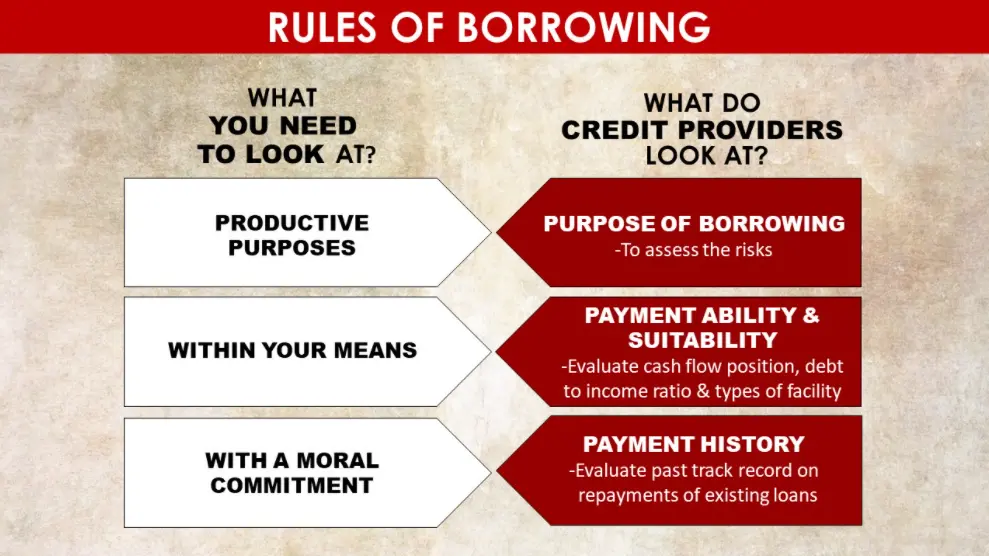 RULES OF BORROWING
WHAT
YOU NEED
TO LOOK AT?
WHAT DO
CREDIT PROVIDERS
LOOK AT?
PRODUCTIVE
PURPOSES
PURPOSE OF BORROWING
-To assess the risks
WITHIN YOUR MEANS
PAYMENT ABILITY &
SUITABILITY
-Evaluate cash flow position, debt
to income ratio & types of facility
WITH A MORAL
COMMITMENT
PAYMENT HISTORY
-Evaluate past track record on
repayments of existing loans